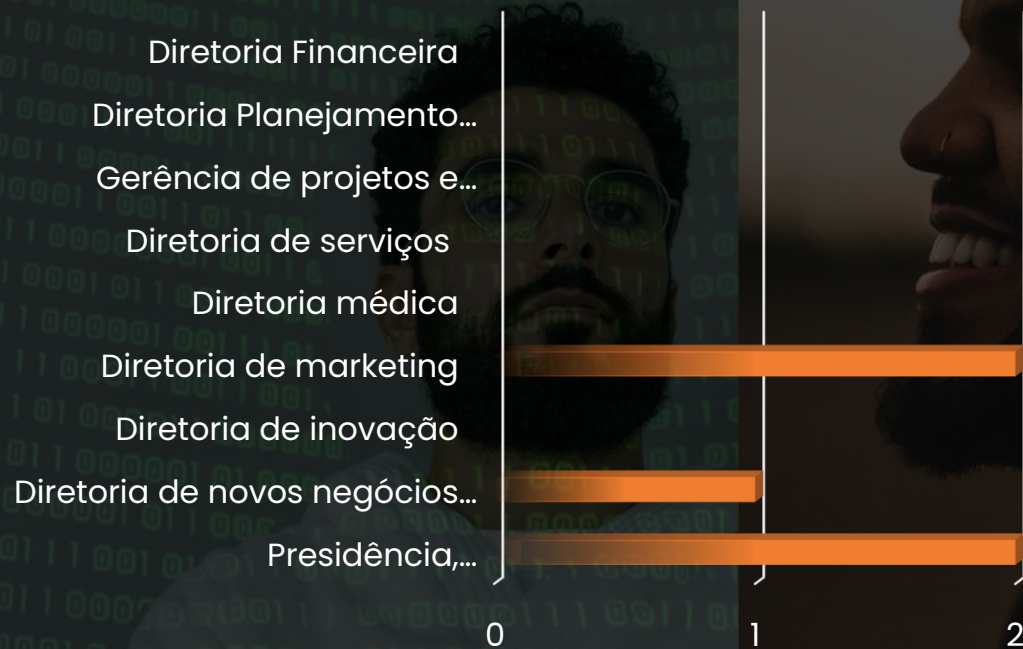 Diretoria Financeira
Diretoria Planejamento...
Gerência de projetos e...
Diretoria de serviços
Diretoria médica
Diretoria de marketing
Diretoria de inovação
Diretoria de novos negócios...
Presidência,...
0 1 2